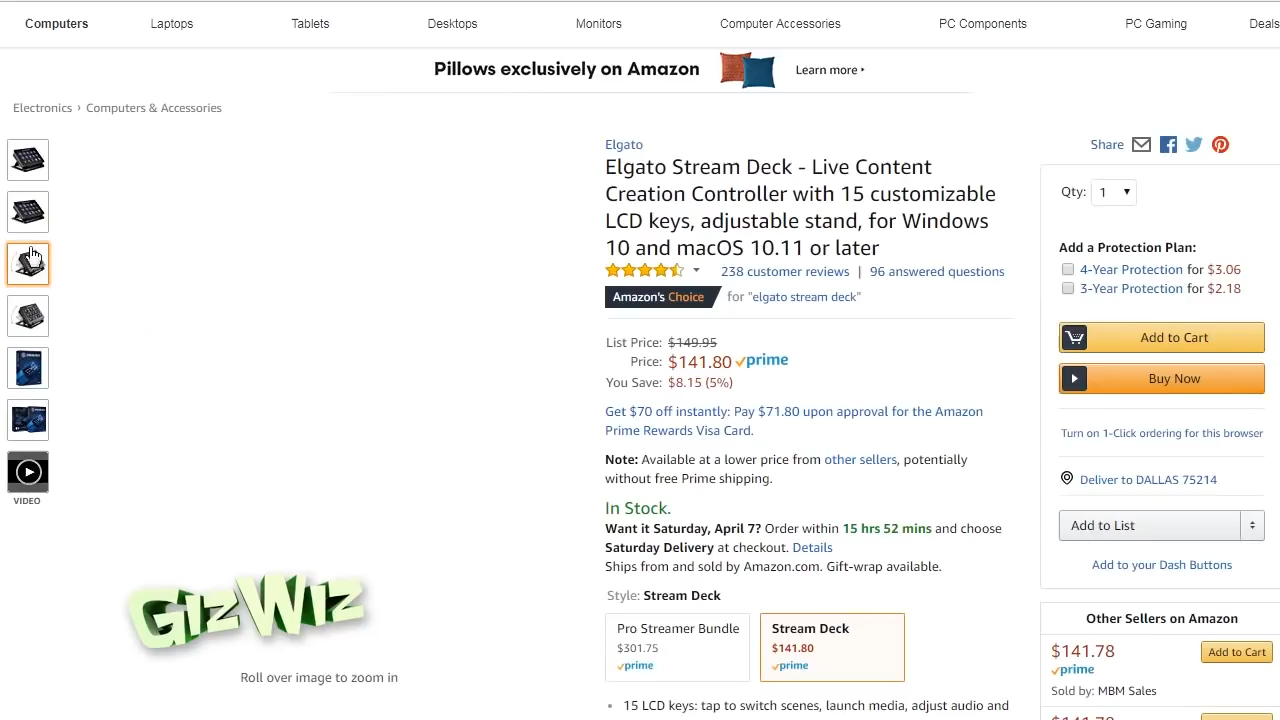 Computers Laptops Tablets Desktops Monitors Computer Accessories PC Components PC Gaming Deals
Pillows exclusively on Amazon Learn more ▸
Electronics › Computers & Accessories
VIDEO
GIZWIZ
Roll over image to zoom in
Elgato
Elgato Stream Deck - Live Content
Creation Controller with 15 customizable
LCD keys, adjustable stand, for Windows
10 and macOS 10.11 or later
238 customer reviews | 96 answered questions
Amazon's Choice for "elgato stream deck"
List Price: $149.95
Price: $141.80 prime
You Save: $8.15 (5%)
Get $70 off instantly: Pay $71.80 upon approval for the Amazon
Prime Rewards Visa Card.
Note: Available at a lower price from other sellers, potentially
without free Prime shipping.
In Stock.
Want it Saturday, April 7? Order within 15 hrs 52 mins and choose
Saturday Delivery at checkout. Details
Ships from and sold by Amazon.com. Gift-wrap available.
Style: Stream Deck
Pro Streamer Bundle
$301.75
prime
Stream Deck
$141.80
prime
• 15 LCD keys: tap to switch scenes, launch media, adjust audio and
Share
Qty: 1
Add a Protection Plan:
4-Year Protection for $3.06
3-Year Protection for $2.18
Add to Cart
Buy Now
Turn on 1-Click ordering for this browser
Deliver to DALLAS 75214
Add to List
Add to your Dash Buttons
Other Sellers on Amazon
$141.78 Add to Cart
prime
Sold by: MBM Sales